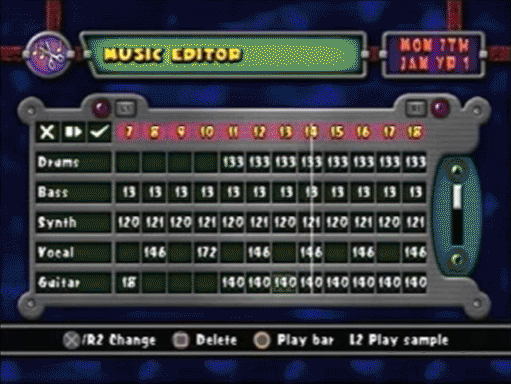 MUSIC EDITOR
MON 7TH
JAN YR 1
7 8 9 10 11 12 13 14 15 16 17 18
Drums 133 133 133 133 133 133 133 133
Bass 13 13 13 13 13 13 13 13 13 13 13 13
Synth 120 121 120 121 120 121 120 121 120 121 120 121
Vocal 146 172 146 146 146 146
Guitar 18 140 140 140 140 140 140 140 140
/R2 Change Delete Play bar L2 Play sample